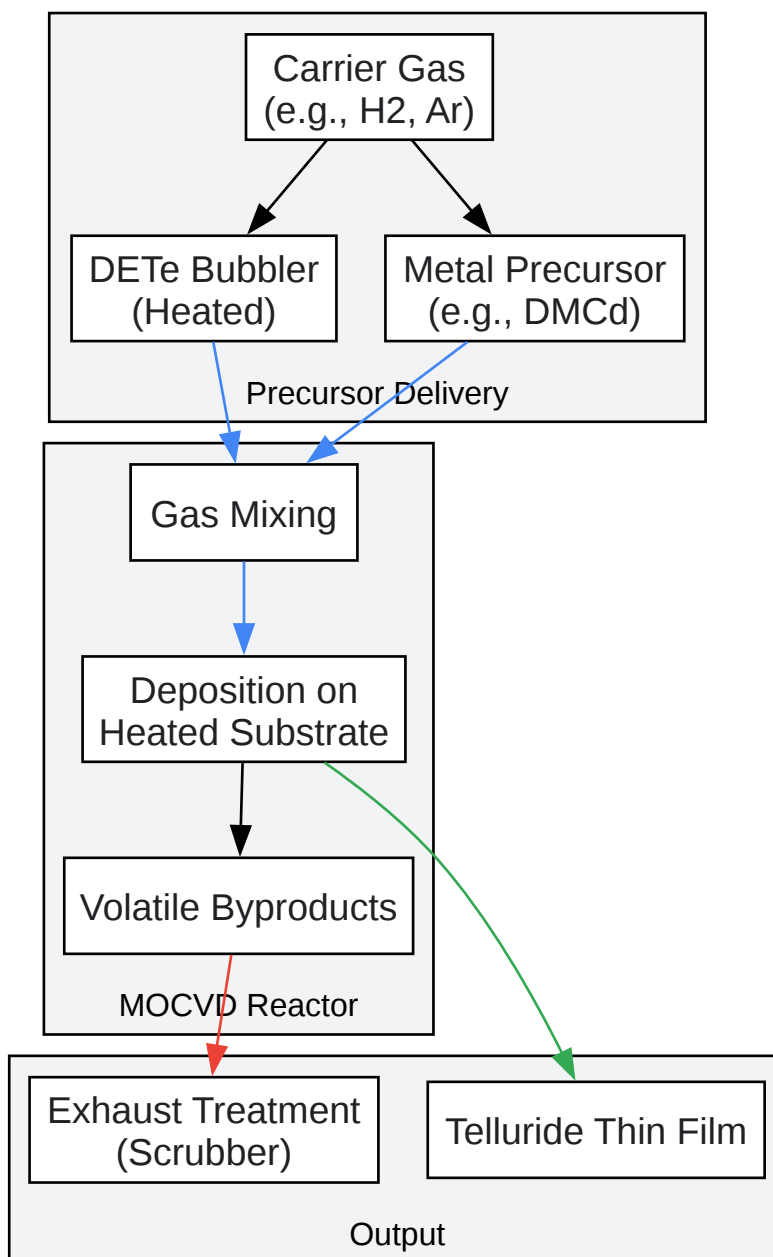 Carrier Gas
(e.g., H2, Ar)
DETe Bubbler
(Heated)
Metal Precursor
(e.g., DMCd)
Precursor Delivery
Gas Mixing
Deposition on
Heated Substrate
Volatile Byproducts
MOCVD Reactor
Exhaust Treatment
(Scrubber)
Telluride Thin Film
Output